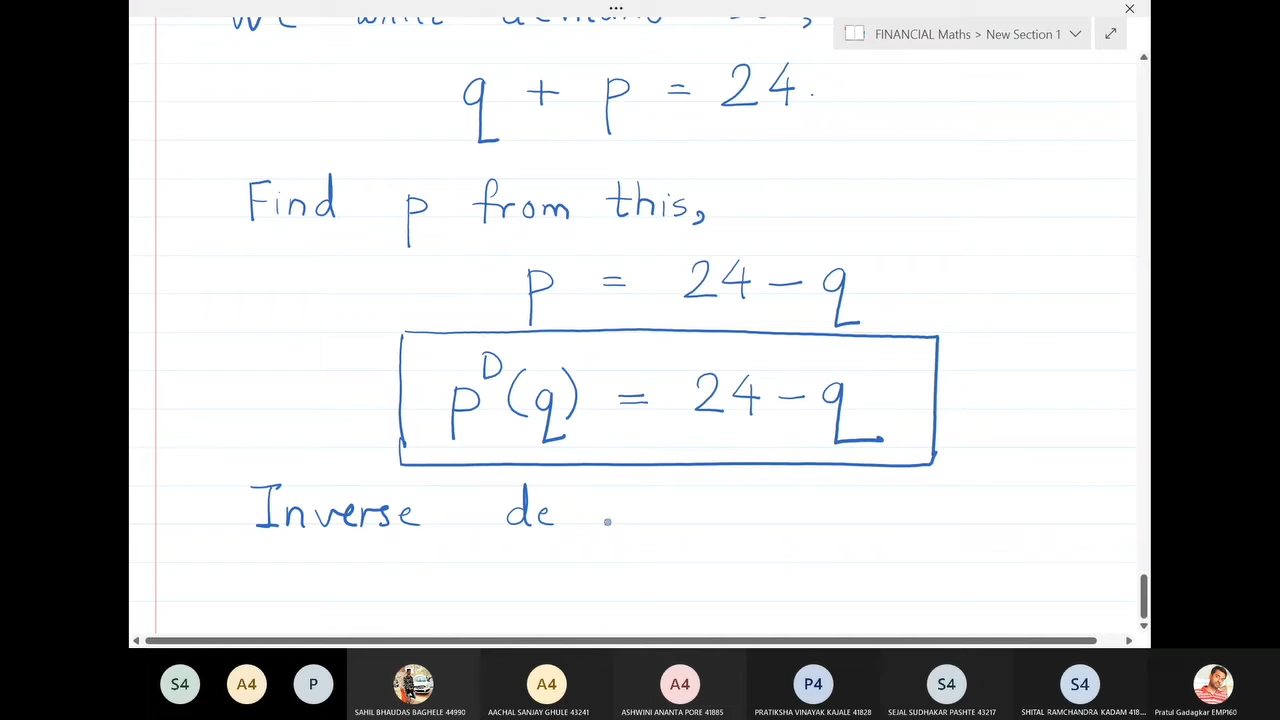 FINANCIAL Maths > New Section 1
q + p = 24.
Find p from this,
p = 24 - q
p^D(q) = 24 - q
Inverse de
S4 A4 P A4 A4 P4 S4 S4
SAHIL BHAUDAS BAGHELE 44990 AACHAL SANJAY GHULE 43241 ASHWINI ANANTA PORE 41885 PRATIKSHA VINAYAK KAJALE 41828 SEJAL SUDHAKAR PASHTE 43217 SHITAL RAMCHANDRA KADAM 418... Pratul Gadagkar EMP160